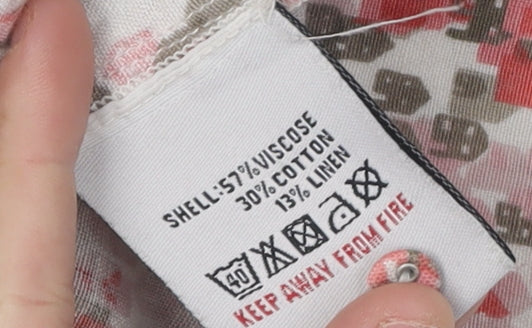 SHELL:57%VISCOSE
30%COTTON
13% LINEN
40
KEEP AWAY FROM FIRE